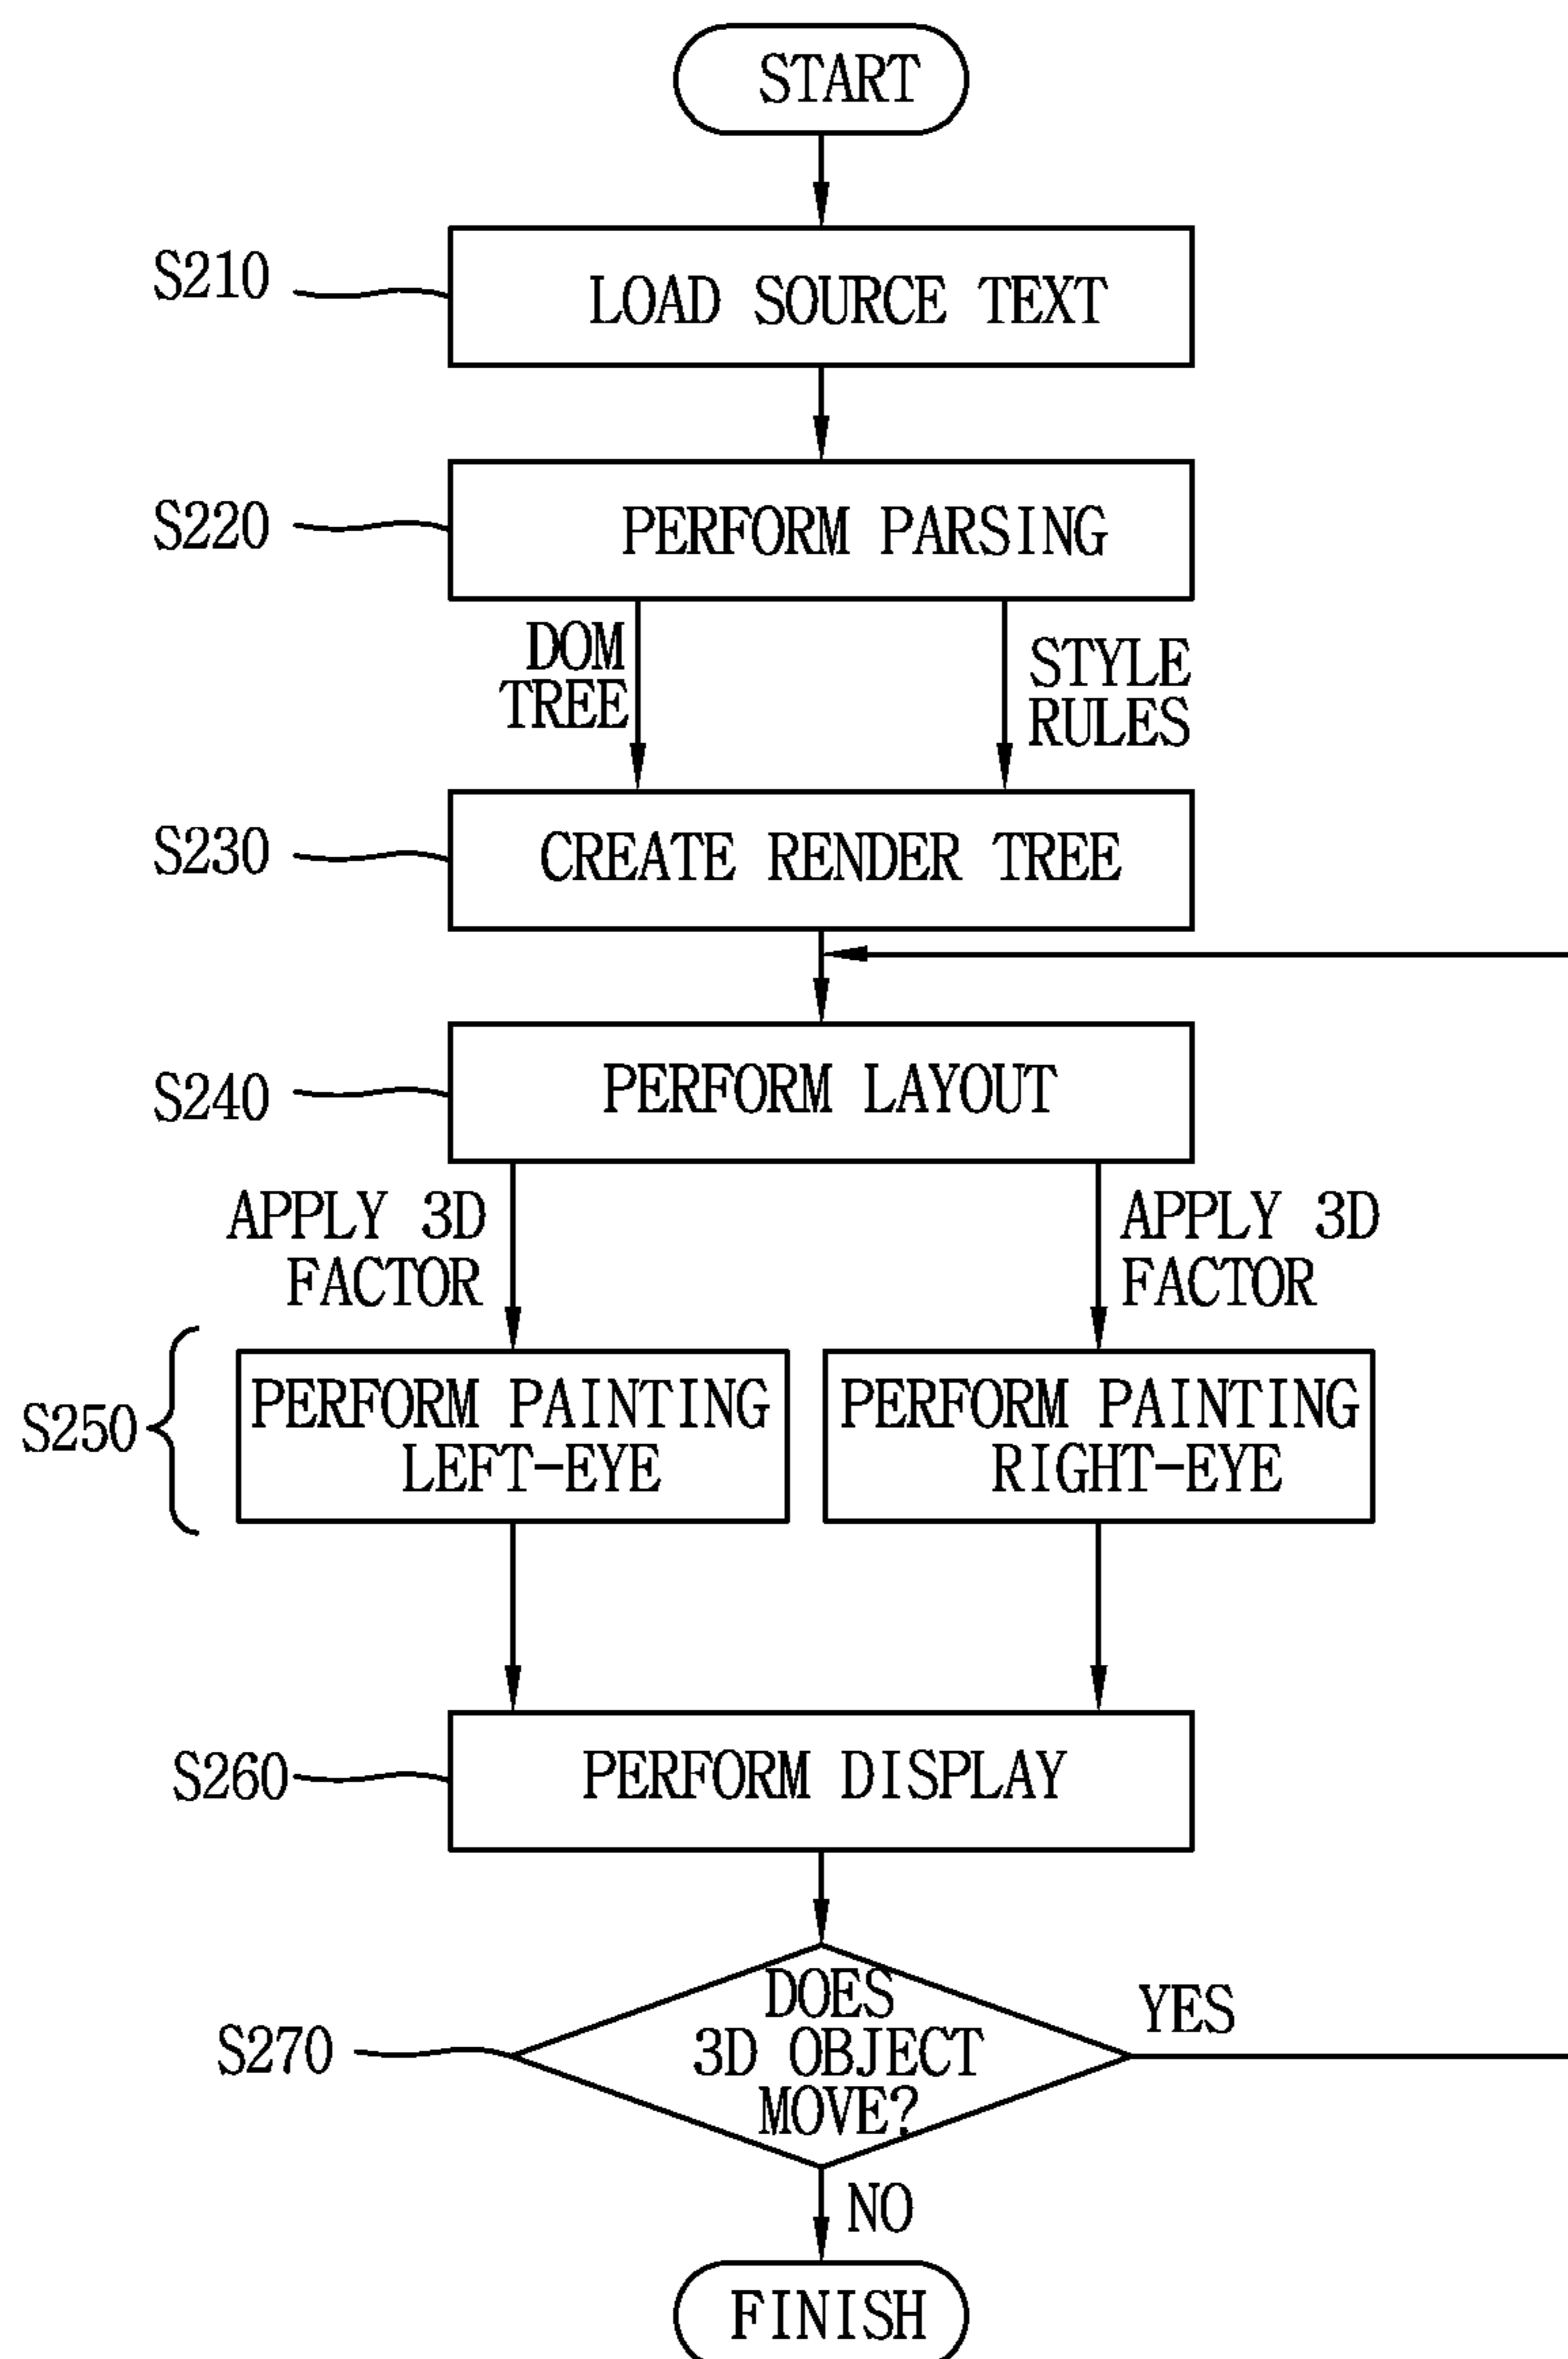 START
S210
LOAD SOURCE TEXT
S220
PERFORM PARSING
DOM
TREE
STYLE
RULES
S230
CREATE RENDER TREE
S240
PERFORM LAYOUT
APPLY 3D
FACTOR
APPLY 3D
FACTOR
S250
PERFORM PAINTING
LEFT-EYE
PERFORM PAINTING
RIGHT-EYE
S260
PERFORM DISPLAY
S270
DOES
3D OBJECT
MOVE?
YES
NO
FINISH